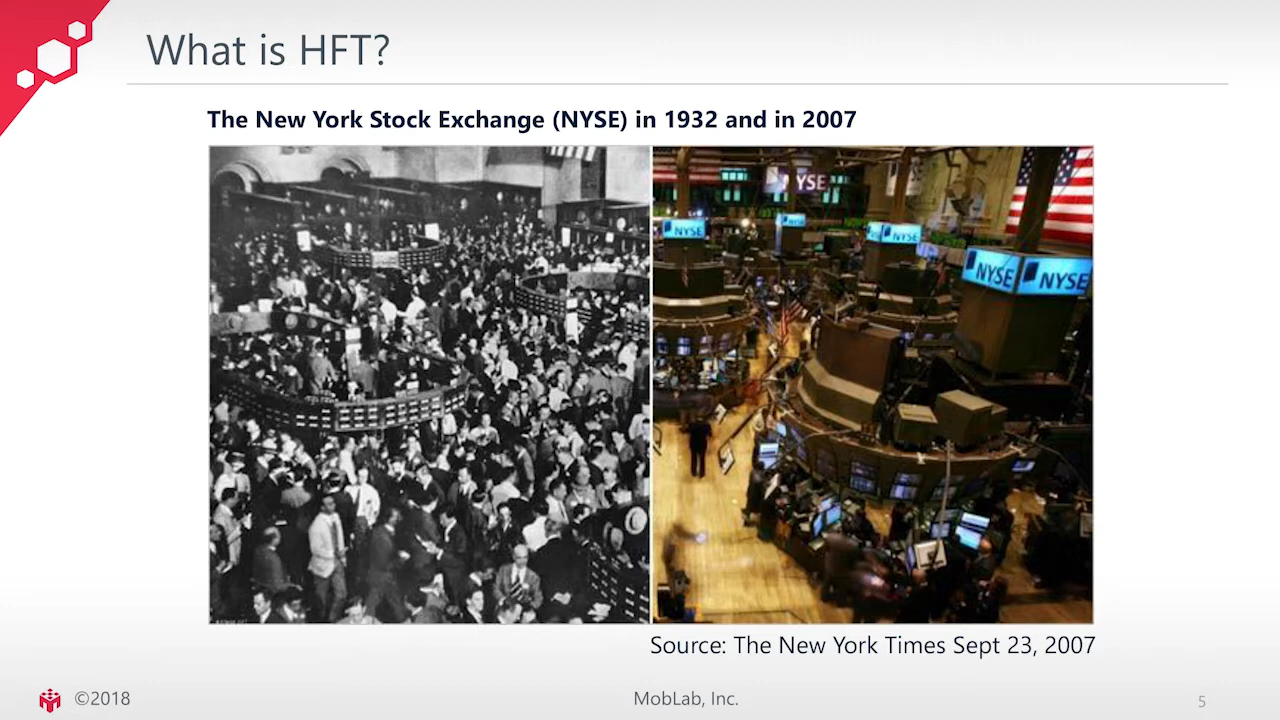 What is HFT?
The New York Stock Exchange (NYSE) in 1932 and in 2007
NYSE
NYSE
NYSE
NYSE
NYSE
NYSE
Source: The New York Times Sept 23, 2007
©2018
MobLab, Inc.
5